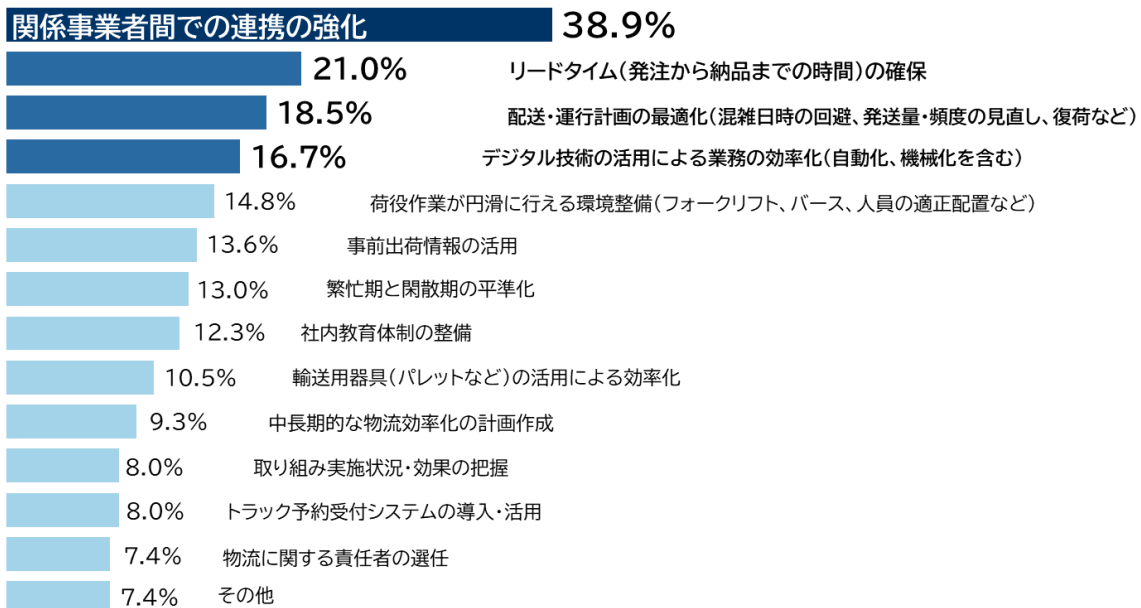 関係事業者間での連携の強化 38.9%
21.0% リードタイム(発注から納品までの時間)の確保
18.5% 配送・運行計画の最適化(混雑日時の回避、発送量・頻度の見直し、復荷など)
16.7% デジタル技術の活用による業務の効率化(自動化、機械化を含む)
14.8% 荷役作業が円滑に行える環境整備(フォークリフト、バース、人員の適正配置など)
13.6% 事前出荷情報の活用
13.0% 繁忙期と閑散期の平準化
12.3% 社内教育体制の整備
10.5% 輸送用器具(パレットなど)の活用による効率化
9.3% 中長期的な物流効率化の計画作成
8.0% 取り組み実施状況・効果の把握
8.0% トラック予約受付システムの導入・活用
7.4% 物流に関する責任者の選任
7.4% その他